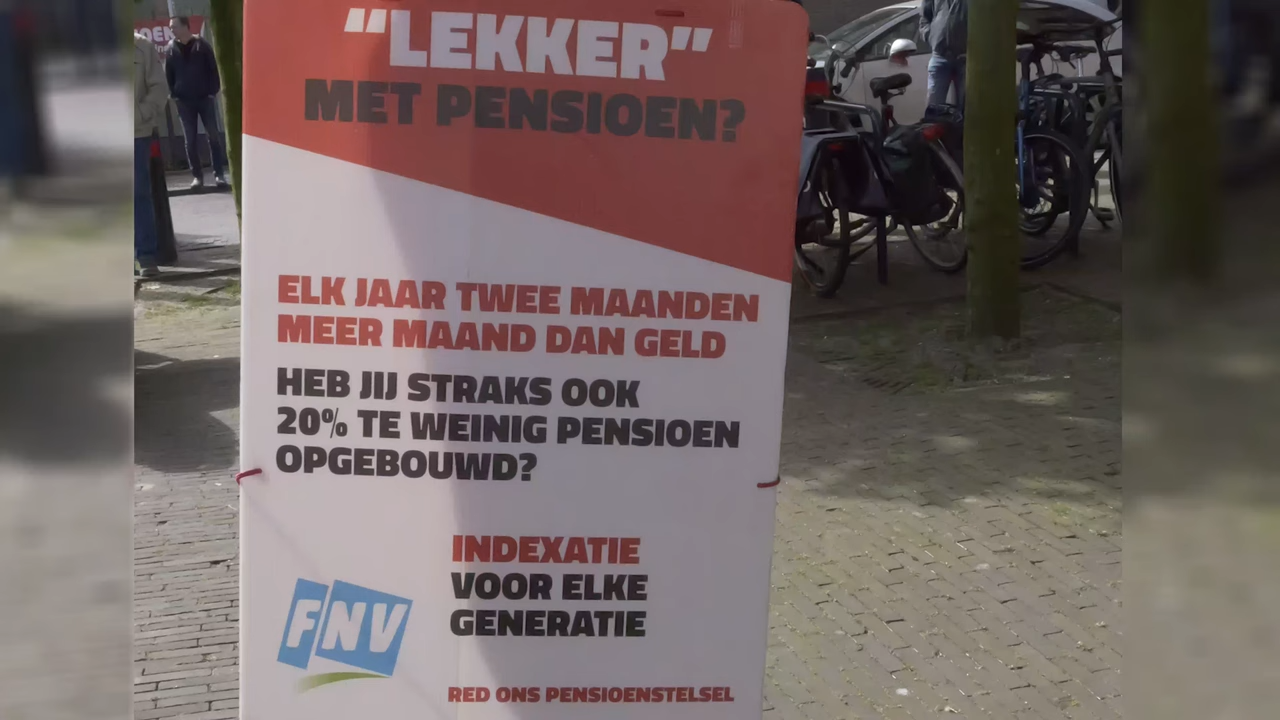 “LEKKER”
MET PENSIOEN?
ELK JAAR TWEE MAANDEN
MEER MAAND DAN GELD
HEB JIJ STRAKS OOK
20% TE WEINIG PENSIOEN
OPGEBOUWD?
INDEXATIE
VOOR ELKE
GENERATIE
FNV
RED ONS PENSIOENSTELSEL